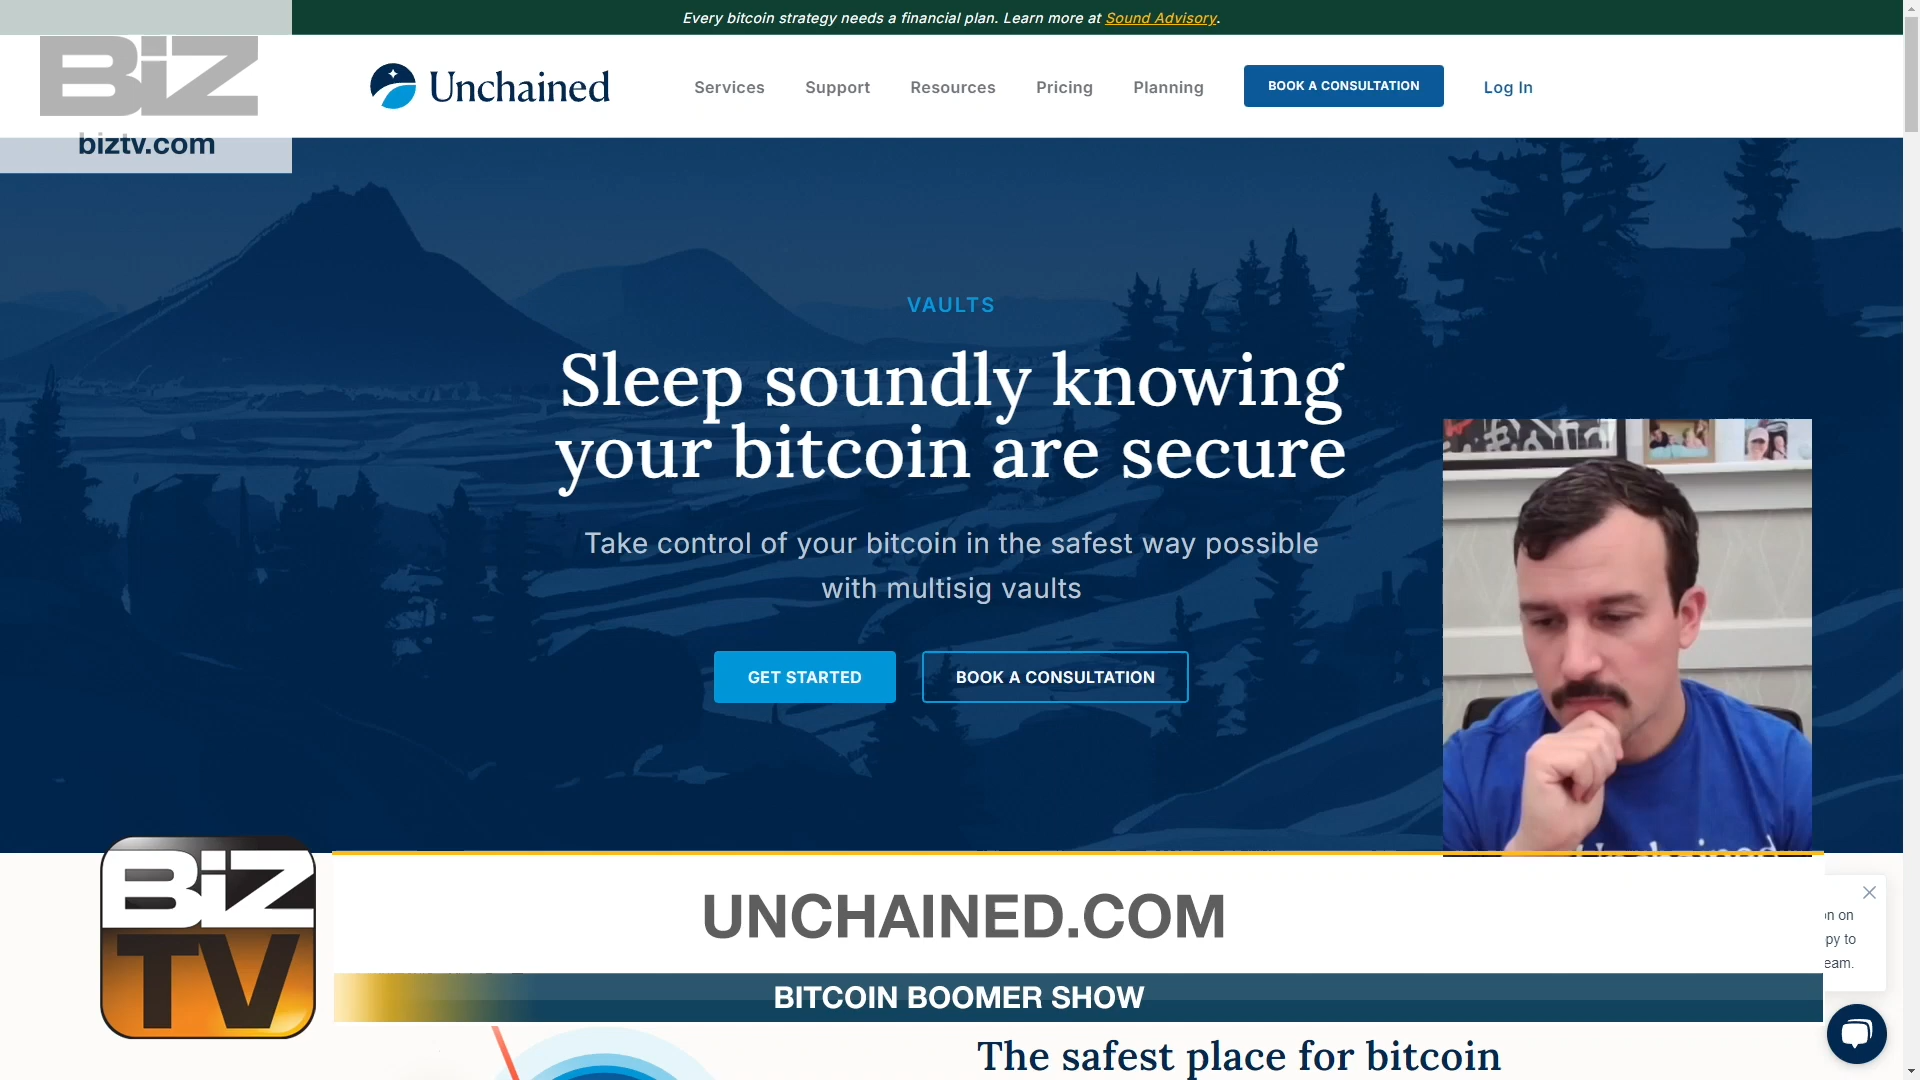 Every bitcoin strategy needs a financial plan. Learn more at Sound Advisory.
BiZ
biztv.com
Unchained
Services
Support
Resources
Pricing
Planning
BOOK A CONSULTATION
Log In
VAULTS
Sleep soundly knowing
your bitcoin are secure
Take control of your bitcoin in the safest way possible
with multisig vaults
GET STARTED
BOOK A CONSULTATION
BiZ
TV
UNCHAINED.COM
BITCOIN BOOMER SHOW
on
eam.
The safest place for bitcoin